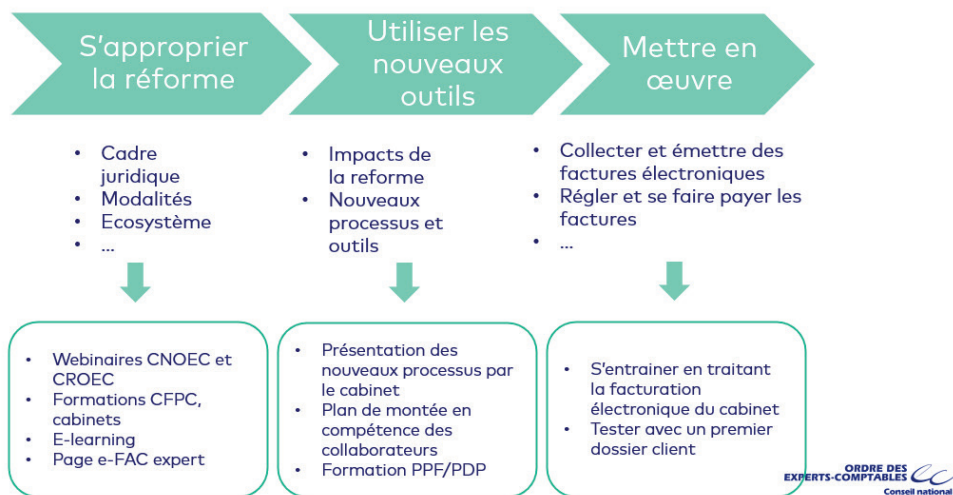 S'approprier
la réforme
Utiliser les
nouveaux
outils
Mettre en
œuvre
• Cadre
juridique
• Modalités
• Ecosystème
• ...
• Impacts de
la reforme
• Nouveaux
processus et
outils
• Collecter et émettre des
factures électroniques
• Régler et se faire payer les
factures
• ...
• Webinaires CNOEC et
CROEC
• Formations CFPC,
cabinets
• E-learning
• Page e-FAC expert
• Présentation des
nouveaux processus par
le cabinet
• Plan de montée en
compétence des
collaborateurs
• Formation PPF/PDP
• S'entrainer en traitant
la facturation
électronique du cabinet
• Tester avec un premier
dossier client
ORDRE DES
EXPERTS-COMPTABLES
Conseil national